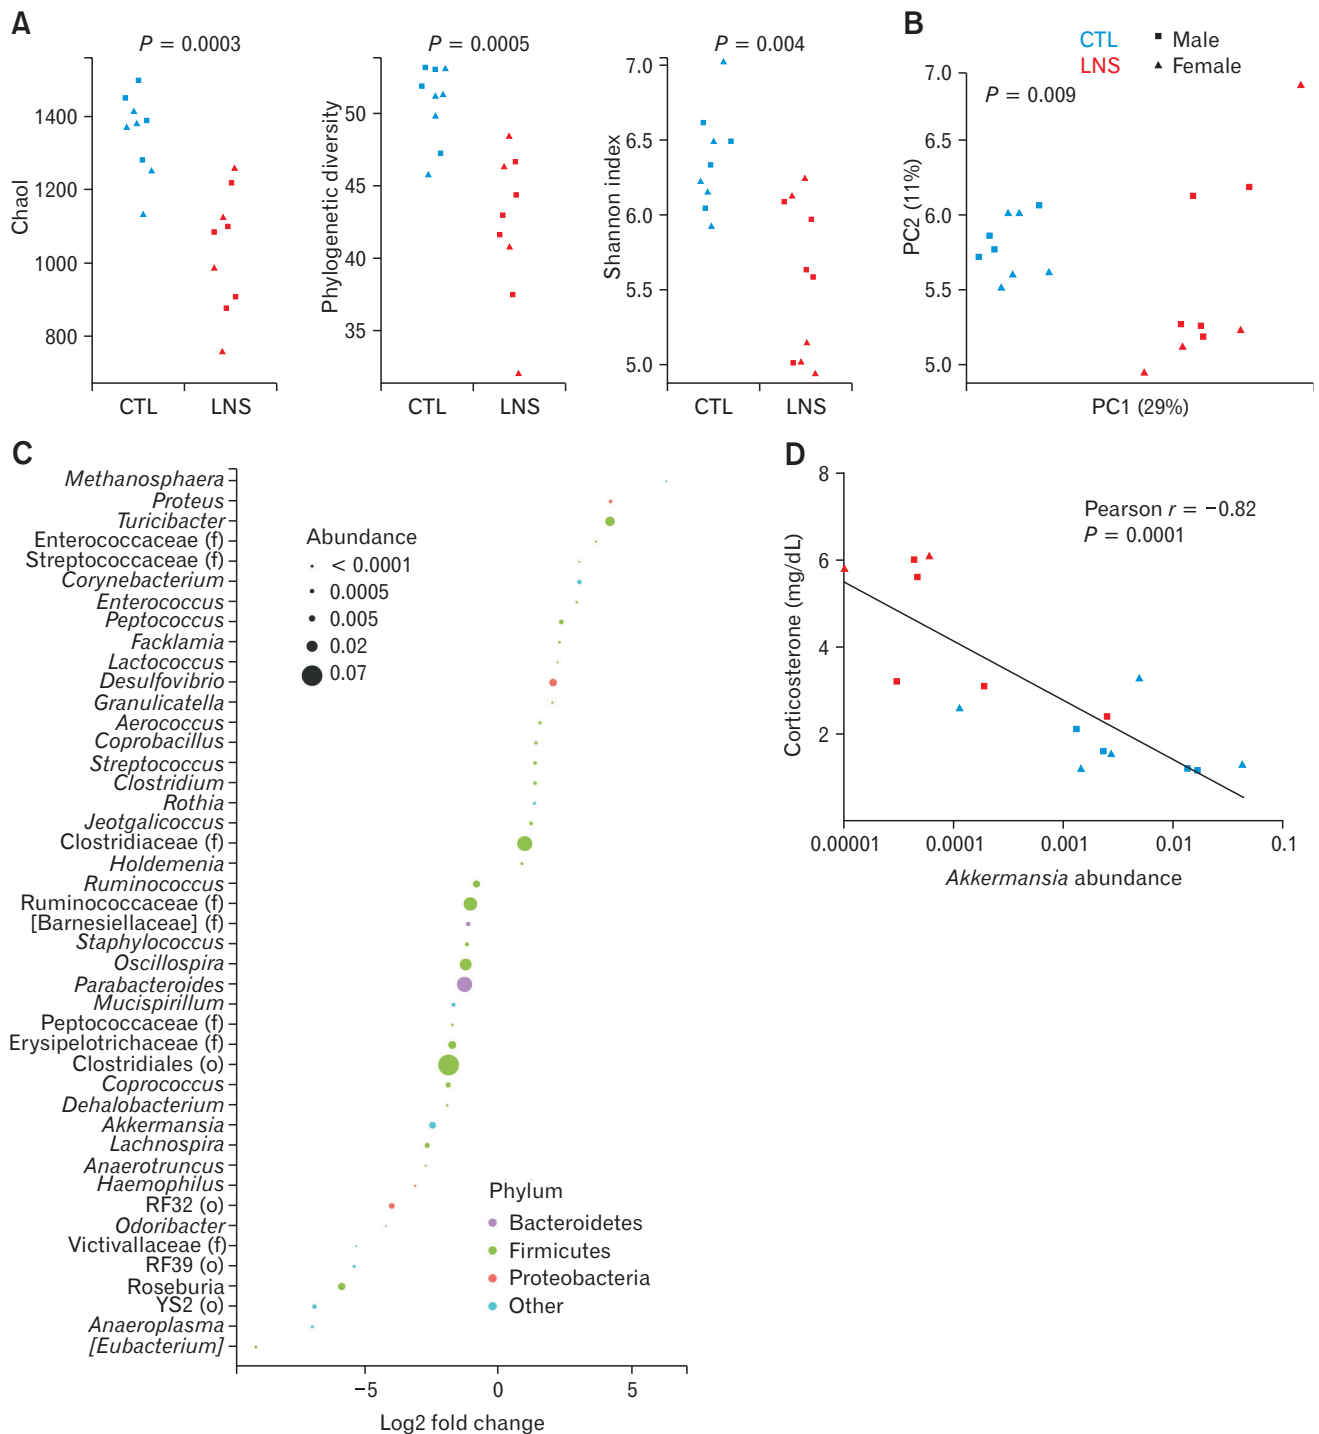 A
P = 0.0003
P = 0.0005
P = 0.004
Chaol
1400
1200
1000
800
CTL
LNS
Phylogenetic diversity
50
45
40
35
CTL
LNS
Shannon index
7.0
6.5
6.0
5.5
5.0
CTL
LNS
B
CTL
LNS
Male
Female
P = 0.009
PC2 (11%)
7.0
6.5
6.0
5.5
5.0
PC1 (29%)
C
Methanosphaera
Proteus
Turicibacter
Enterococcaceae (f)
Streptococcaceae (f)
Corynebacterium
Enterococcus
Peptococcus
Facklamia
Lactococcus
Desulfovibrio
Granulicatella
Aerococcus
Coprobacillus
Streptococcus
Clostridium
Rothia
Jeotgalicoccus
Clostridiaceae (f)
Holdemenia
Ruminococcus
Ruminococcaceae (f)
[Barnesiellaceae] (f)
Staphylococcus
Oscillospira
Parabacteroides
Mucispirillum
Peptococcaceae (f)
Erysipelotrichaceae (f)
Clostridiales (o)
Coprococcus
Dehalobacterium
Akkermansia
Lachnospira
Anaerotruncus
Haemophilus
RF32 (o)
Odoribacter
Victivallaceae (f)
RF39 (o)
Roseburia
YS2 (o)
Anaeroplasma
[Eubacterium]
Abundance
< 0.0001
0.0005
0.005
0.02
0.07
Phylum
Bacteroidetes
Firmicutes
Proteobacteria
Other
−5
0
5
Log2 fold change
D
Pearson r = −0.82
P = 0.0001
Corticosterone (mg/dL)
8
6
4
2
0.00001
0.0001
0.001
0.01
0.1
Akkermansia abundance